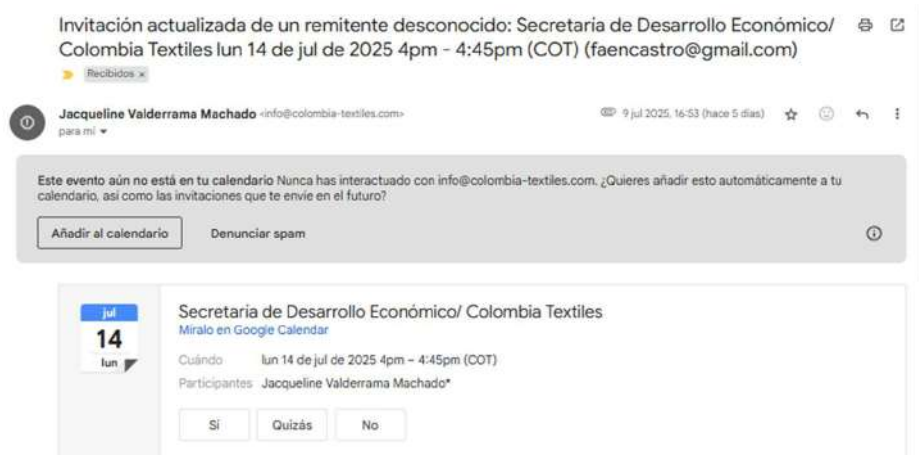 Invitación actualizada de un remitente desconocido: Secretaría de Desarrollo Económico/
Colombia Textiles lun 14 de jul de 2025 4pm - 4:45pm (COT) (faencastro@gmail.com)
Recibidos x
Jacqueline Valderrama Machado <info@colombia-textiles.com> 9 jul 2025, 16:53 (hace 5 días)
para mí
Este evento aún no está en tu calendario Nunca has interactuado con info@colombia-textiles.com. ¿Quieres añadir esto automáticamente a tu
calendario, así como las invitaciones que te envíe en el futuro?
Añadir al calendario Denunciar spam
jul
14
lun
Secretaría de Desarrollo Económico/ Colombia Textiles
Míralo en Google Calendar
Cuándo lun 14 de jul de 2025 4pm – 4:45pm (COT)
Participantes Jacqueline Valderrama Machado*
Sí Quizás No